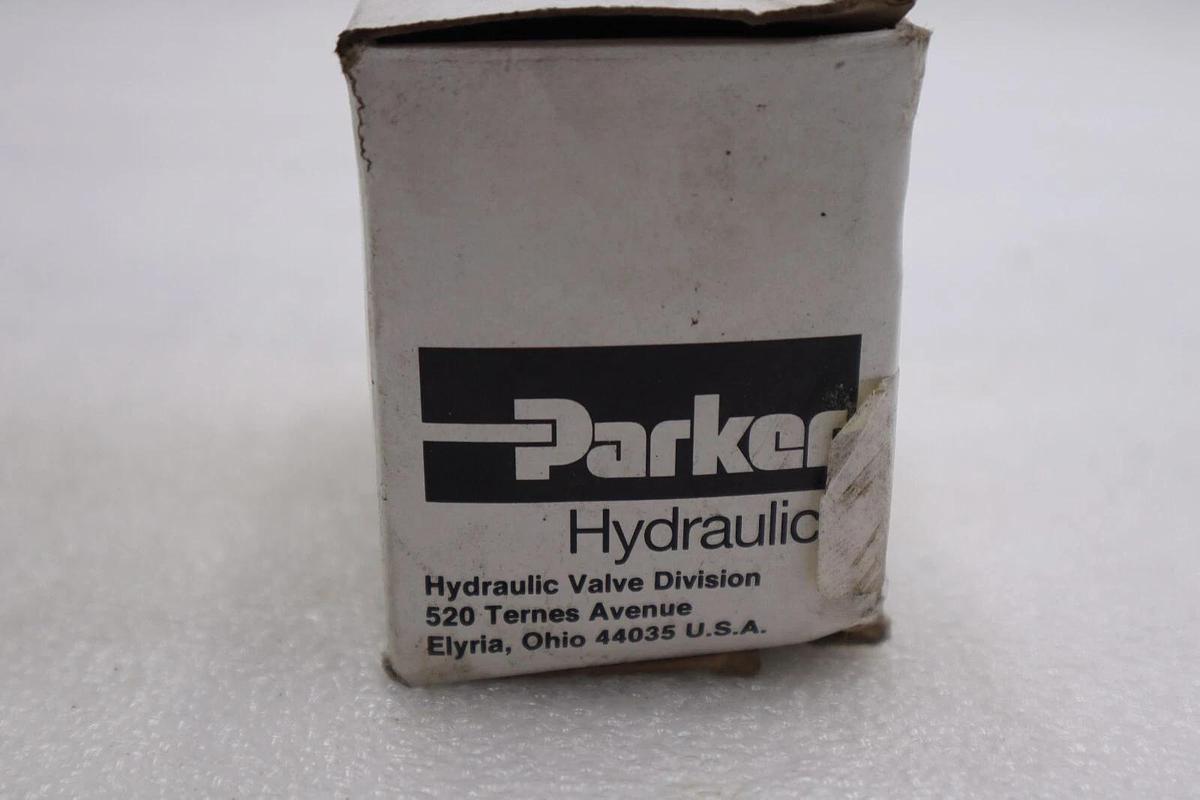 Parker
Hydraulic
Hydraulic Valve Division
520 Ternes Avenue
Elyria, Ohio 44035 U.S.A.